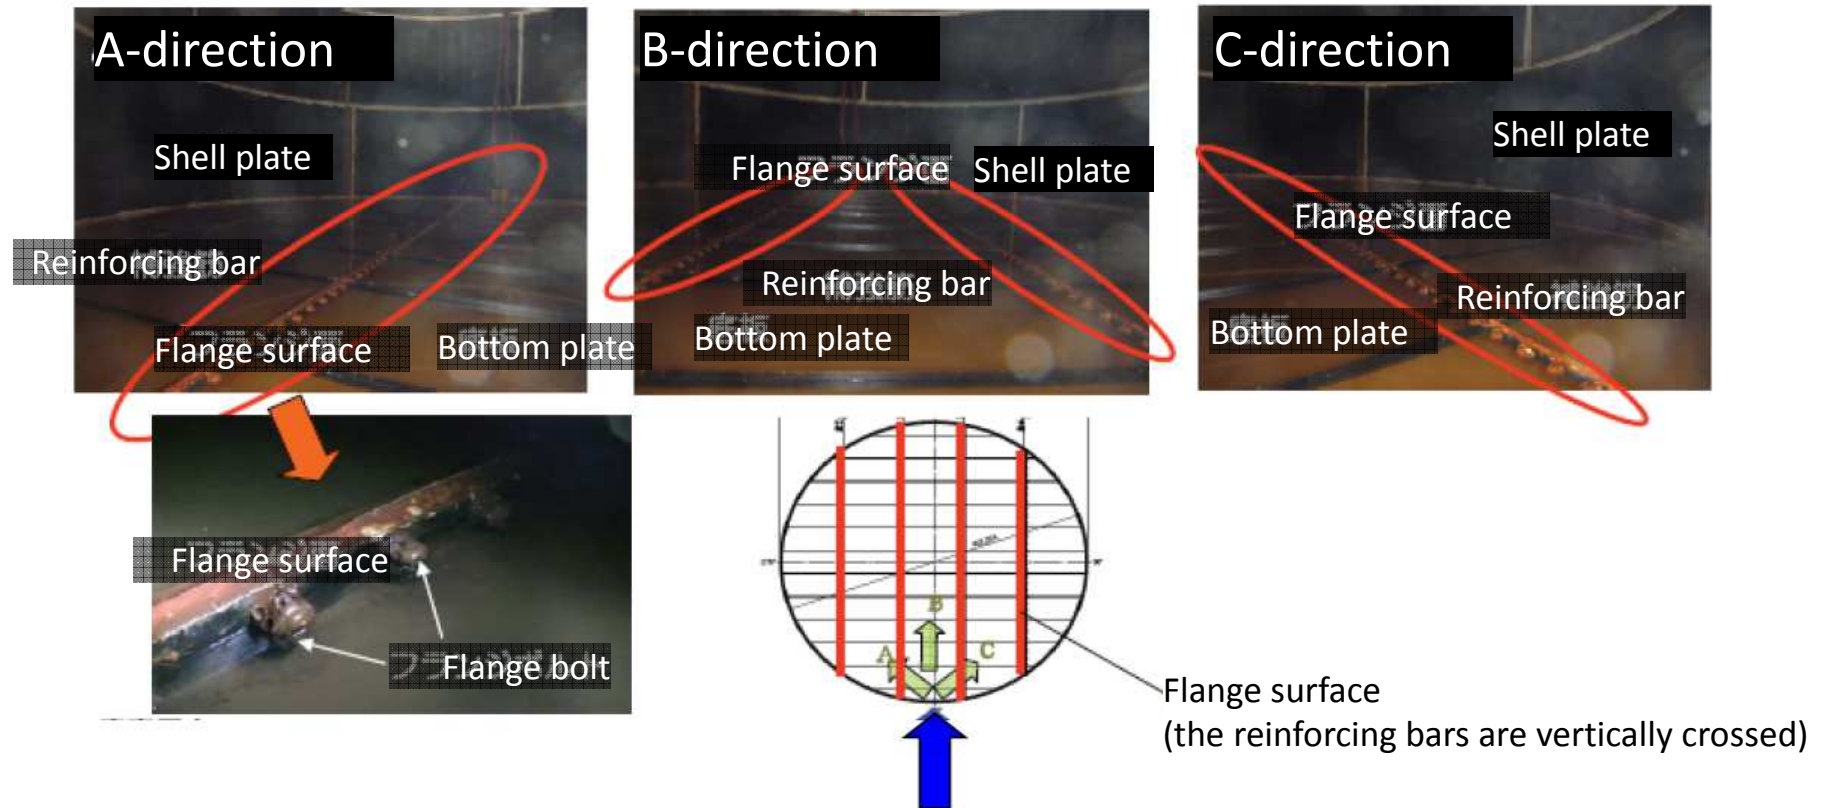 A-direction
B-direction
C-direction
Shell plate
Reinforcing bar
Flange surface
Bottom plate
Flange surface
Shell plate
Reinforcing bar
Bottom plate
Shell plate
Flange surface
Reinforcing bar
Bottom plate
Flange surface
Flange bolt
B
A
C
Flange surface
(the reinforcing bars are vertically crossed)